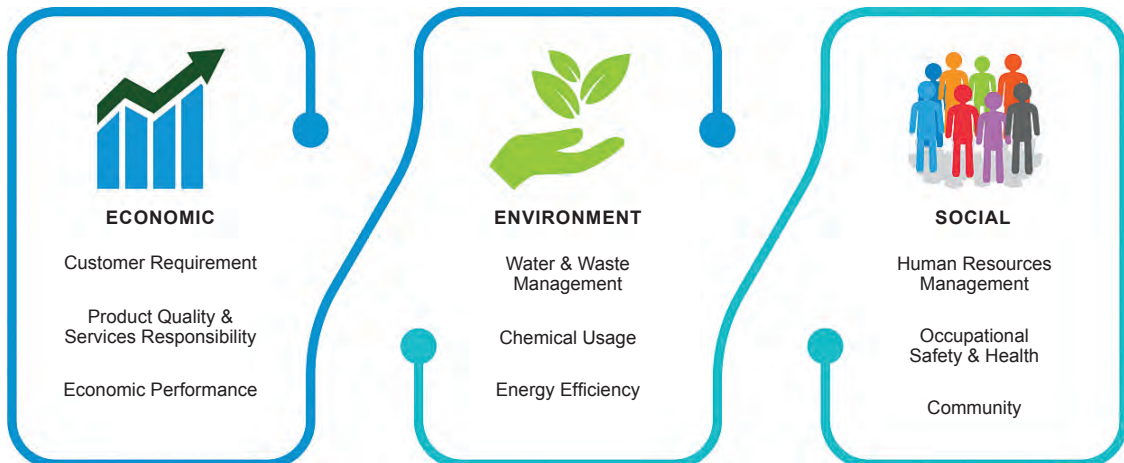 ECONOMIC
Customer Requirement
Product Quality &
Services Responsibility
Economic Performance
ENVIRONMENT
Water & Waste
Management
Chemical Usage
Energy Efficiency
SOCIAL
Human Resources
Management
Occupational
Safety & Health
Community